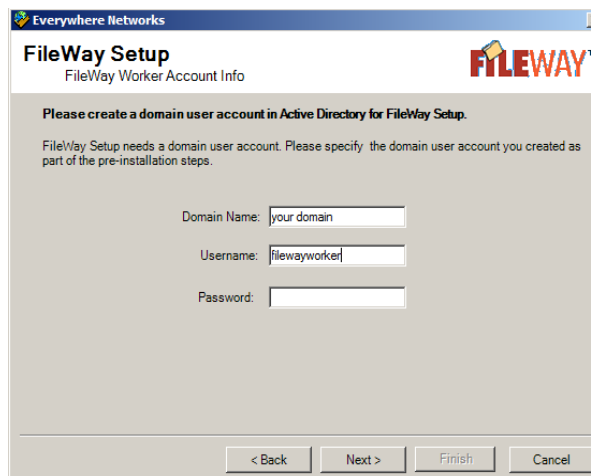 Everywhere Networks
FileWay Setup
FileWay Worker Account Info
FILEWAY
Please create a domain user account in Active Directory for FileWay Setup.
FileWay Setup needs a domain user account. Please specify the domain user account you created as
part of the pre-installation steps.
Domain Name: your domain
Username: filewayworker
Password:
< Back Next > Finish Cancel